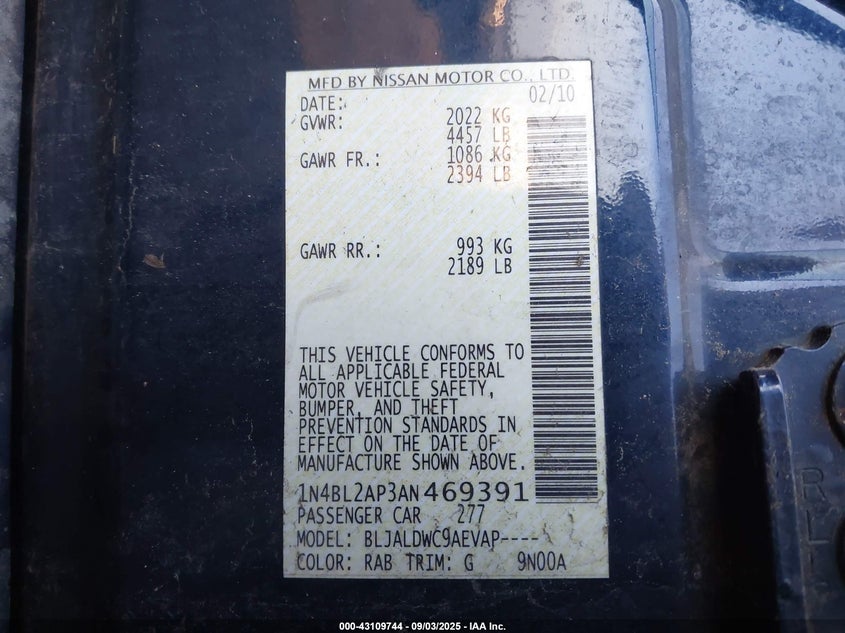 MFD BY NISSAN MOTOR CO., LTD.
DATE: 02/10
GVWR: 2022 KG
4457 LB
GAWR FR.: 1086 KG
2394 LB
GAWR RR.: 993 KG
2189 LB
THIS VEHICLE CONFORMS TO
ALL APPLICABLE FEDERAL
MOTOR VEHICLE SAFETY,
BUMPER, AND THEFT
PREVENTION STANDARDS IN
EFFECT ON THE DATE OF
MANUFACTURE SHOWN ABOVE.
1N4BL2AP3AN469391
PASSENGER CAR 277
MODEL: BLJALDWC9AEVAP----
COLOR: RAB TRIM: G 9N00A
R
L
000-43109744 - 09/03/2025 - IAA Inc.